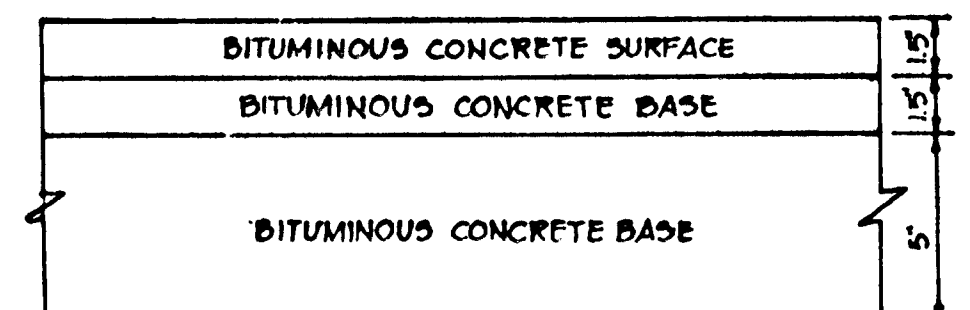 BITUMINOUS CONCRETE SURFACE
1.5"
BITUMINOUS CONCRETE BASE
1.5"
BITUMINOUS CONCRETE BASE
5"